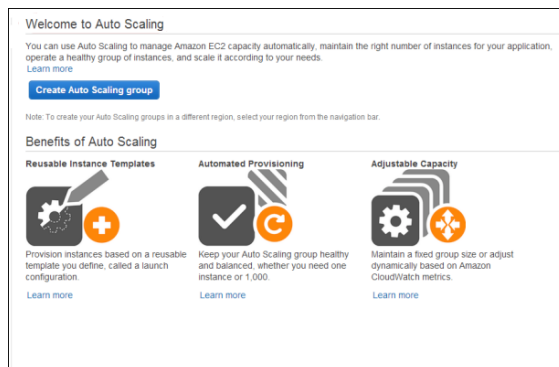 Welcome to Auto Scaling
You can use Auto Scaling to manage Amazon EC2 capacity automatically, maintain the right number of instances for your application,
operate a healthy group of instances, and scale it according to your needs.
Learn more
Create Auto Scaling group
Note: To create your Auto Scaling groups in a different region, select your region from the navigation bar.
Benefits of Auto Scaling
Reusable Instance Templates
Provision instances based on a reusable
template you define, called a launch
configuration.
Learn more
Automated Provisioning
Keep your Auto Scaling group healthy
and balanced, whether you need one
instance or 1,000.
Learn more
Adjustable Capacity
Maintain a fixed group size or adjust
dynamically based on Amazon
CloudWatch metrics.
Learn more